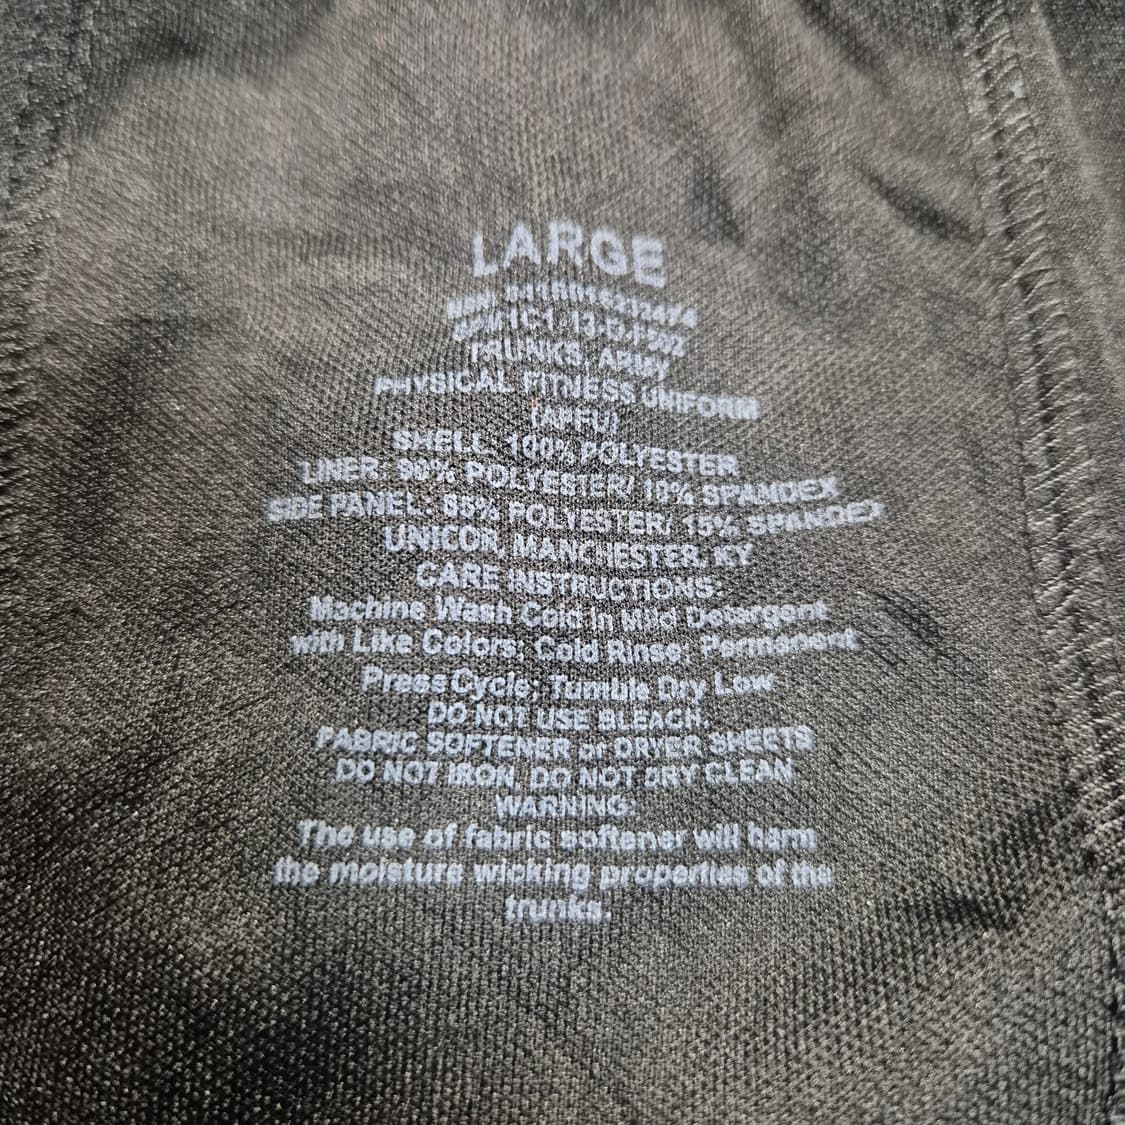 LARGE
TRUNKS, ARMY
PHYSICAL FITNESS UNIFORM
(APFU)
SHELL: 100% POLYESTER
LINER: 90% POLYESTER/ 10% SPANDEX
SIDE PANEL: 85% POLYESTER/ 15% SPANDEX
UNICOR, MANCHESTER, KY
CARE INSTRUCTIONS:
Machine Wash Cold in Mild Detergent
with Like Colors; Cold Rinse; Permanent
Press Cycle; Tumble Dry Low
DO NOT USE BLEACH,
FABRIC SOFTENER or DRYER SHEETS
DO NOT IRON, DO NOT DRY CLEAN
WARNING:
The use of fabric softener will harm
the moisture wicking properties of the
trunks.